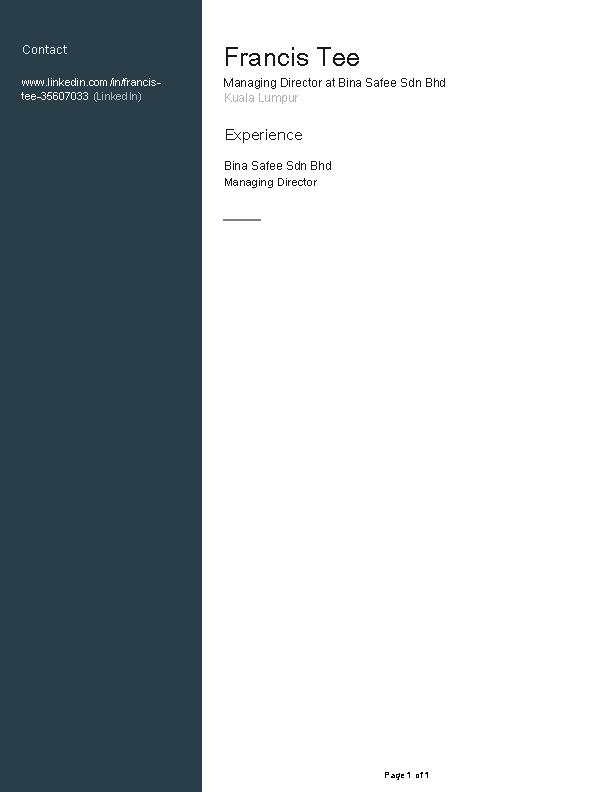 Contact
www.linkedin.com/in/francis-
tee-35607033 (LinkedIn)
Francis Tee
Managing Director at Bina Safee Sdn Bhd
Kuala Lumpur
Experience
Bina Safee Sdn Bhd
Managing Director
Page 1 of 1